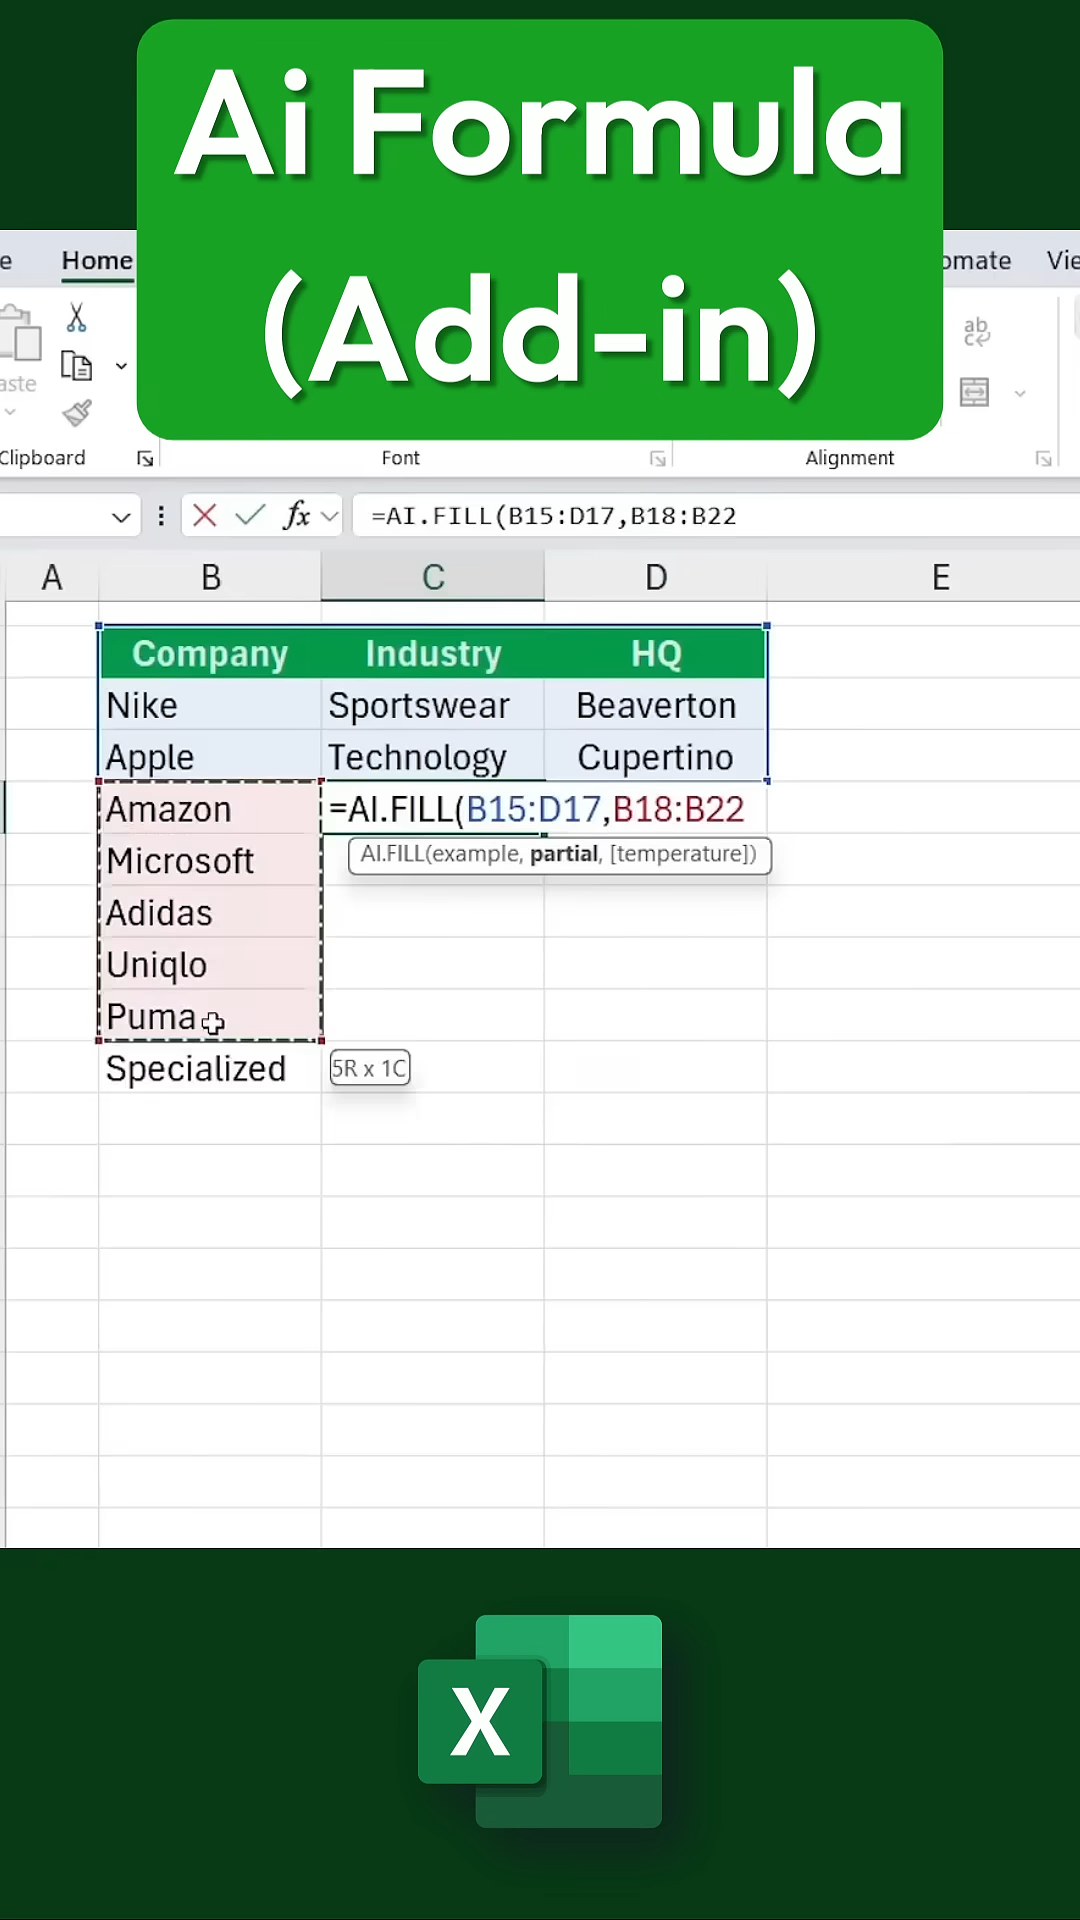 Ai Formula
(Add-in)
e Home omate Vie
aste
Clipboard Font Alignment
fx =AI.FILL(B15:D17,B18:B22
A B C D E
Company Industry HQ
Nike Sportswear Beaverton
Apple Technology Cupertino
Amazon =AI.FILL(B15:D17,B18:B22
AI.FILL(example, partial, [temperature])
Microsoft
Adidas
Uniqlo
Puma
Specialized 5R x 1C
X